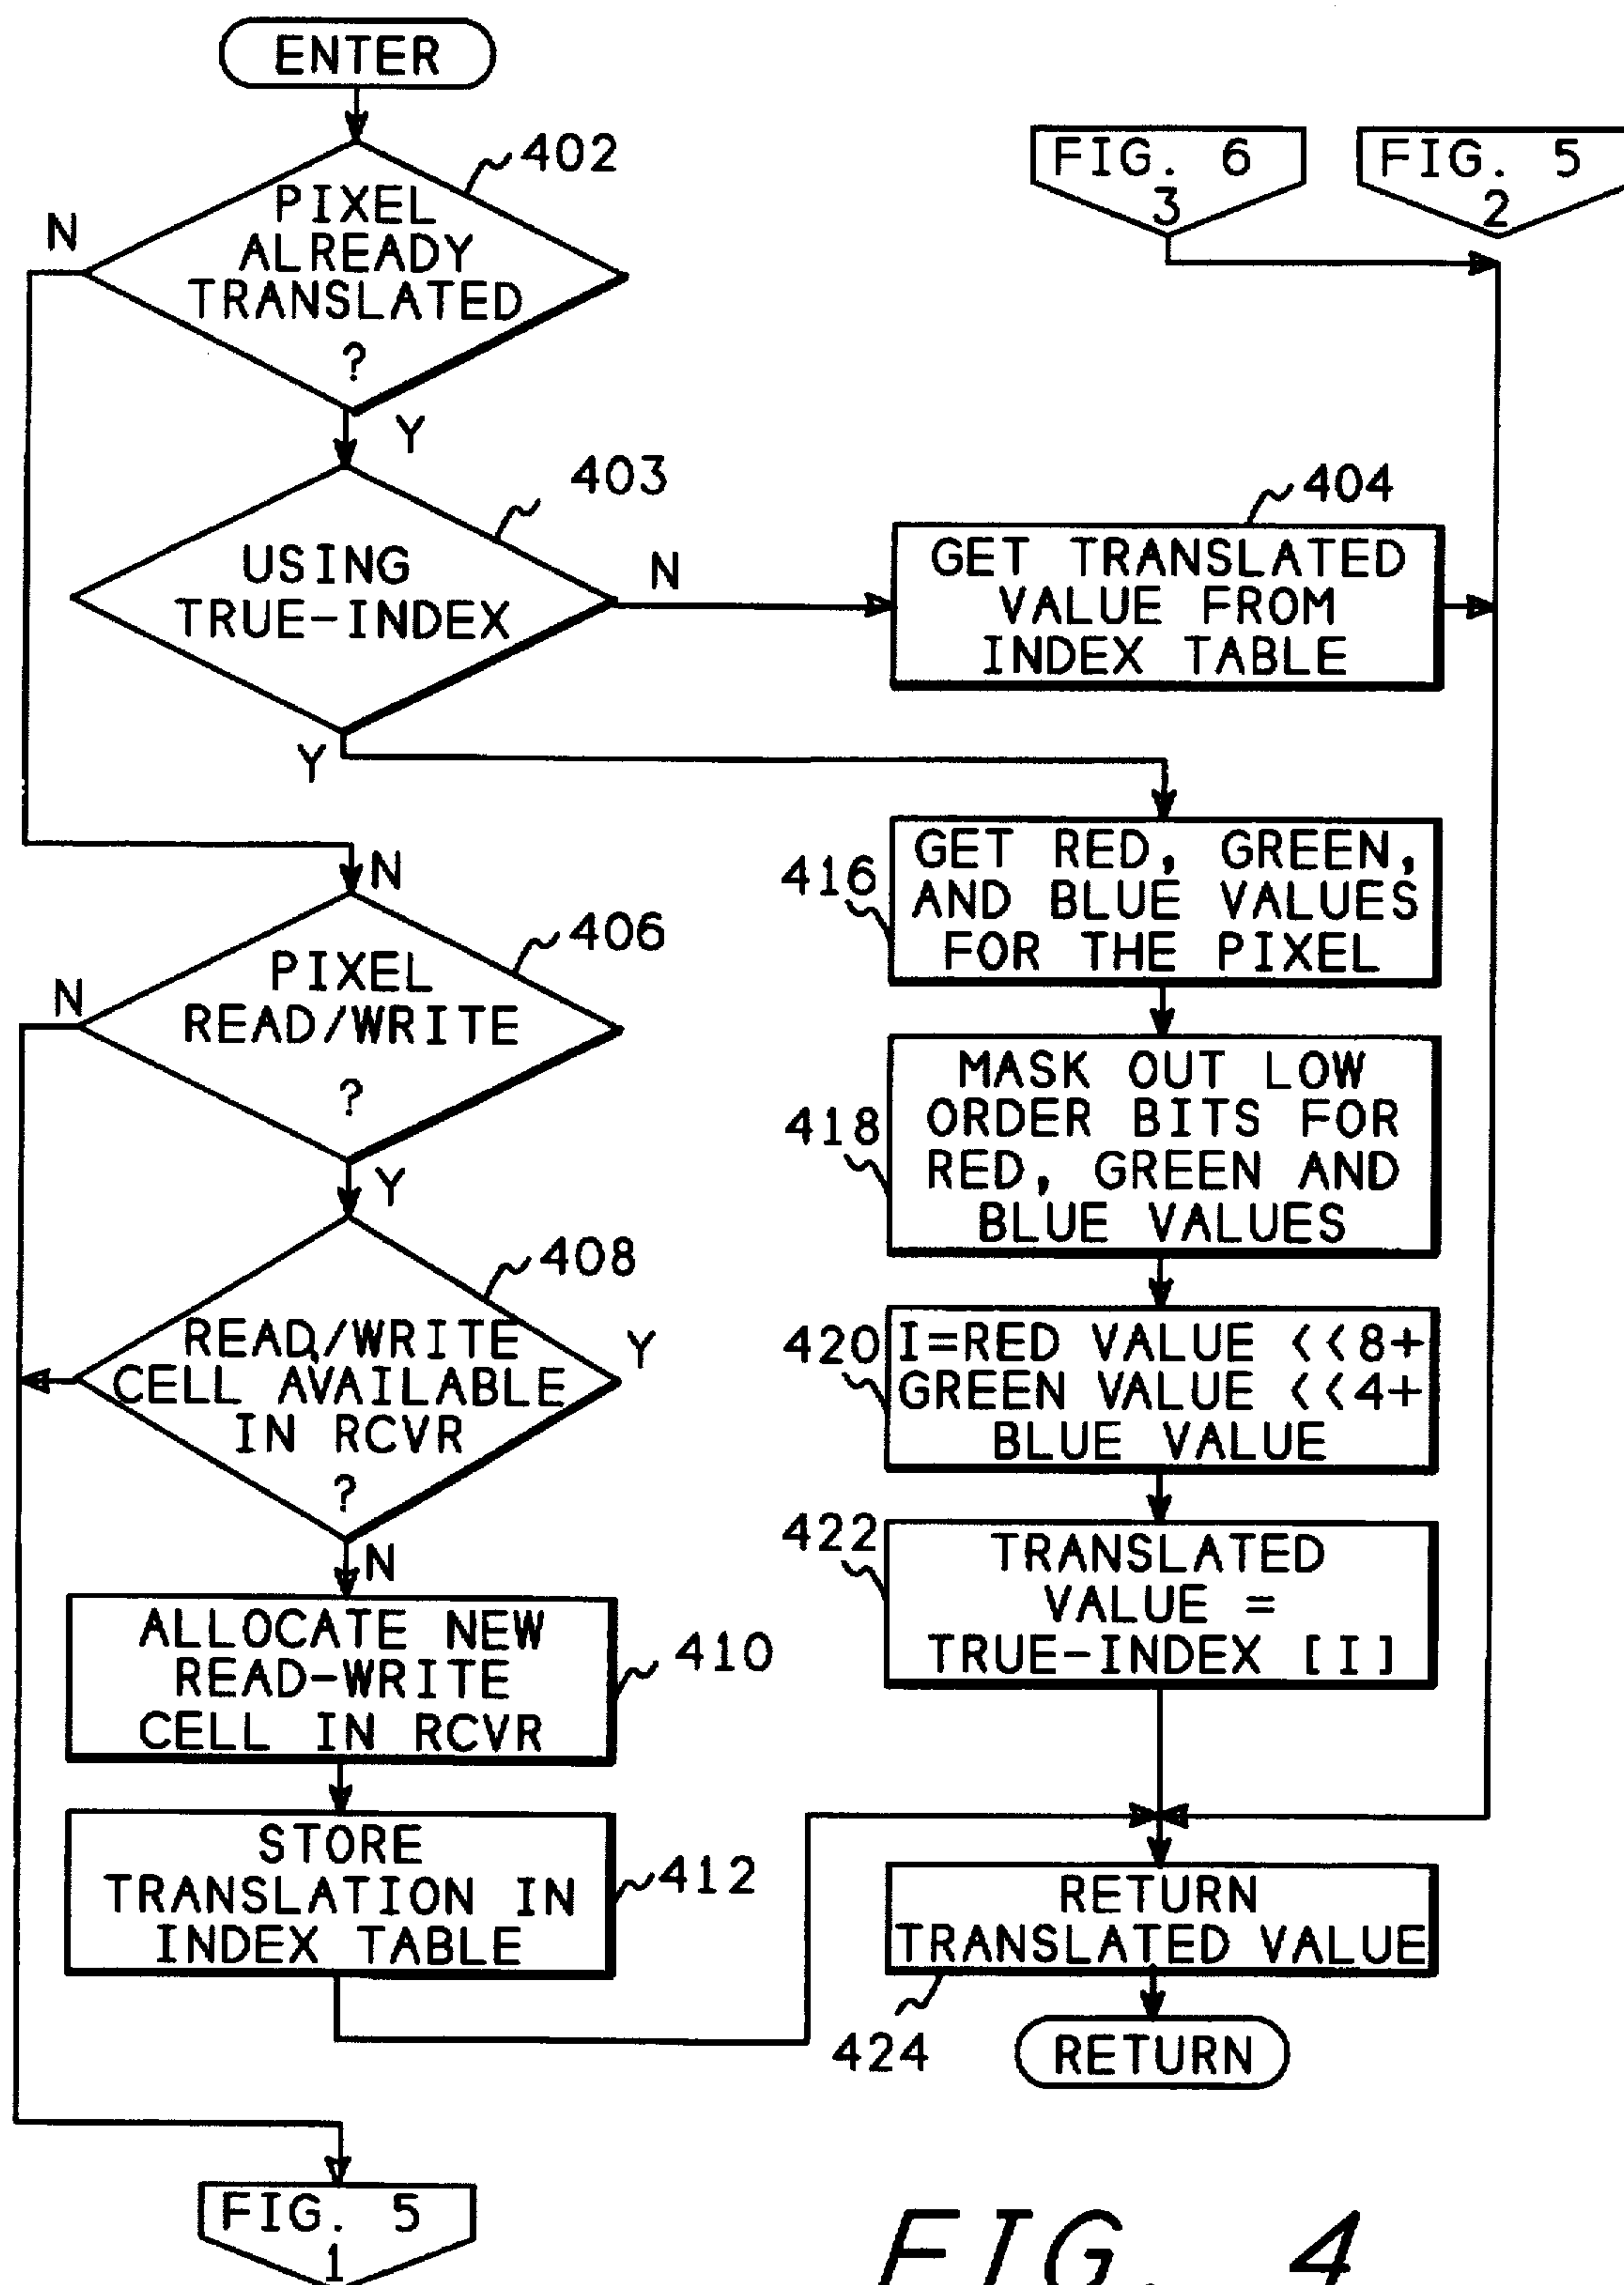 ENTER
402
PIXEL
ALREADY
TRANSLATED
?
N
Y
403
USING
TRUE-INDEX
N
Y
404
GET TRANSLATED
VALUE FROM
INDEX TABLE
FIG. 6
3
FIG. 5
2
N
406
PIXEL
READ/WRITE
?
N
Y
408
READ/WRITE
CELL AVAILABLE
IN RCVR
?
Y
N
410
ALLOCATE NEW
READ-WRITE
CELL IN RCVR
412
STORE
TRANSLATION IN
INDEX TABLE
FIG. 5
1
416
GET RED, GREEN,
AND BLUE VALUES
FOR THE PIXEL
418
MASK OUT LOW
ORDER BITS FOR
RED, GREEN AND
BLUE VALUES
420
I=RED VALUE <<8+
GREEN VALUE <<4+
BLUE VALUE
422
TRANSLATED
VALUE =
TRUE-INDEX [I]
RETURN
TRANSLATED VALUE
424
RETURN
FIG. 4